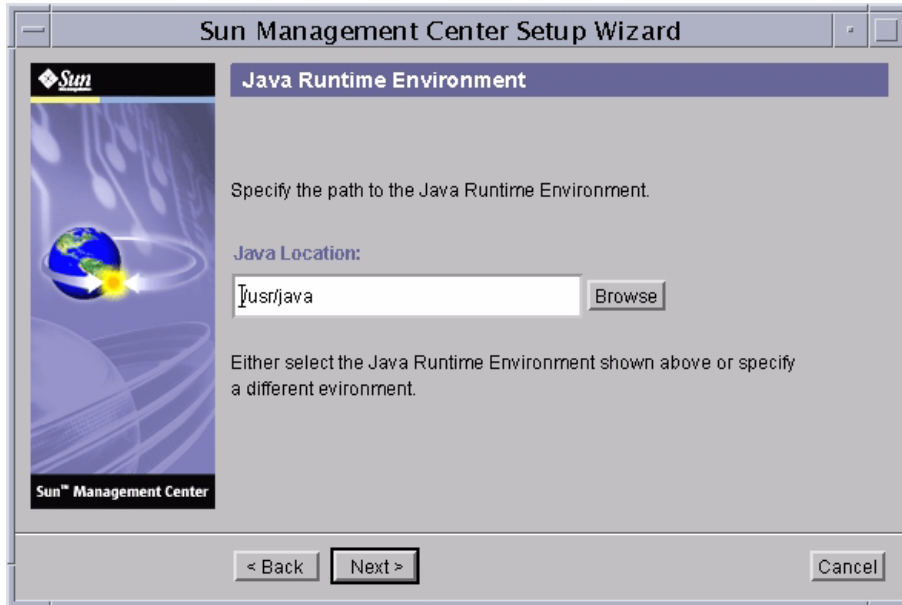 Sun Management Center Setup Wizard
Sun
Java Runtime Environment
Specify the path to the Java Runtime Environment.
Java Location:
/usr/java
Browse
Either select the Java Runtime Environment shown above or specify
a different evironment.
Sun™ Management Center
< Back
Next >
Cancel